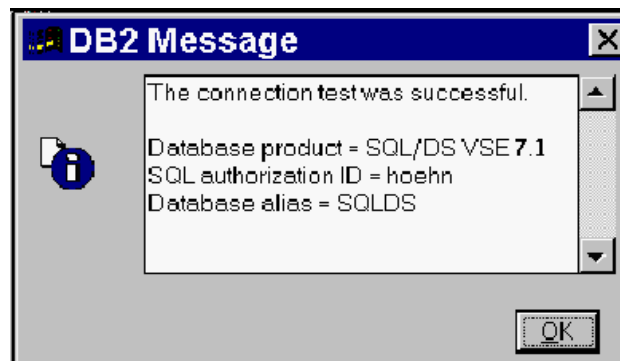 DB2 Message
The connection test was successful.
Database product = SQL/DS VSE 7.1
SQL authorization ID = hoehn
Database alias = SQLDS
OK